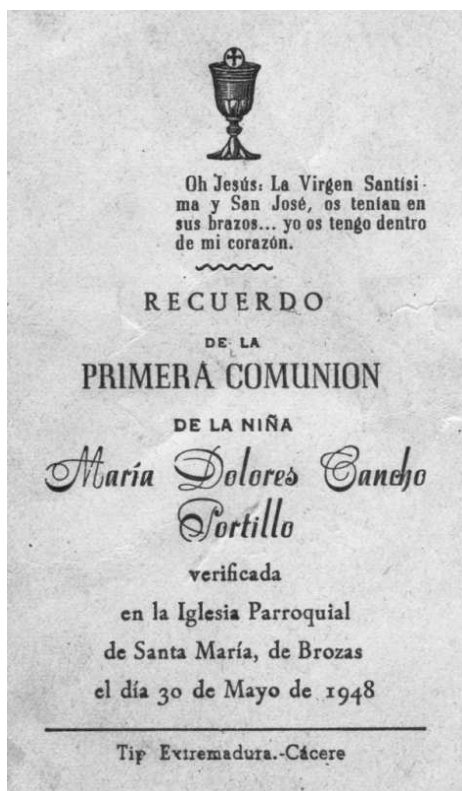 Oh Jesús: La Virgen Santísi-
ma y San José, os tenían en
sus brazos... yo os tengo dentro
de mi corazón.
RECUERDO
DE LA
PRIMERA COMUNION
DE LA NIÑA
María Dolores Cancho
Portillo
verificada
en la Iglesia Parroquial
de Santa María, de Brozas
el día 30 de Mayo de 1948
Tip Extremadura.-Cácere